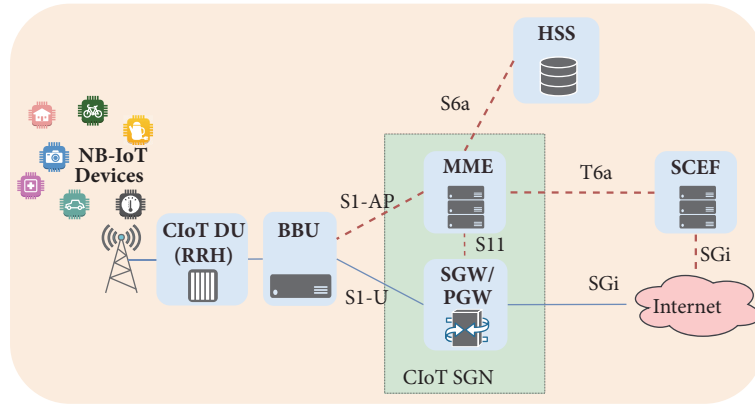 HSS
S6a
NB-IoT
Devices
MME
T6a
SCEF
S1-AP
CIoT DU
(RRH)
BBU
S11
SGi
SGW/
PGW
S1-U
SGi
Internet
CIoT SGN